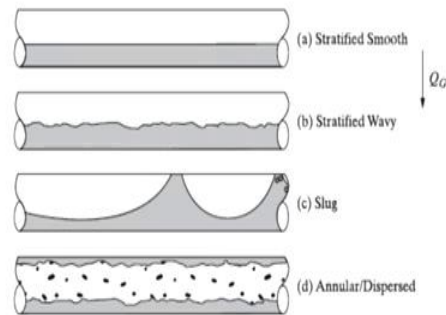 (a) Stratified Smooth
Q_G
(b) Stratified Wavy
(c) Slug
(d) Annular/Dispersed